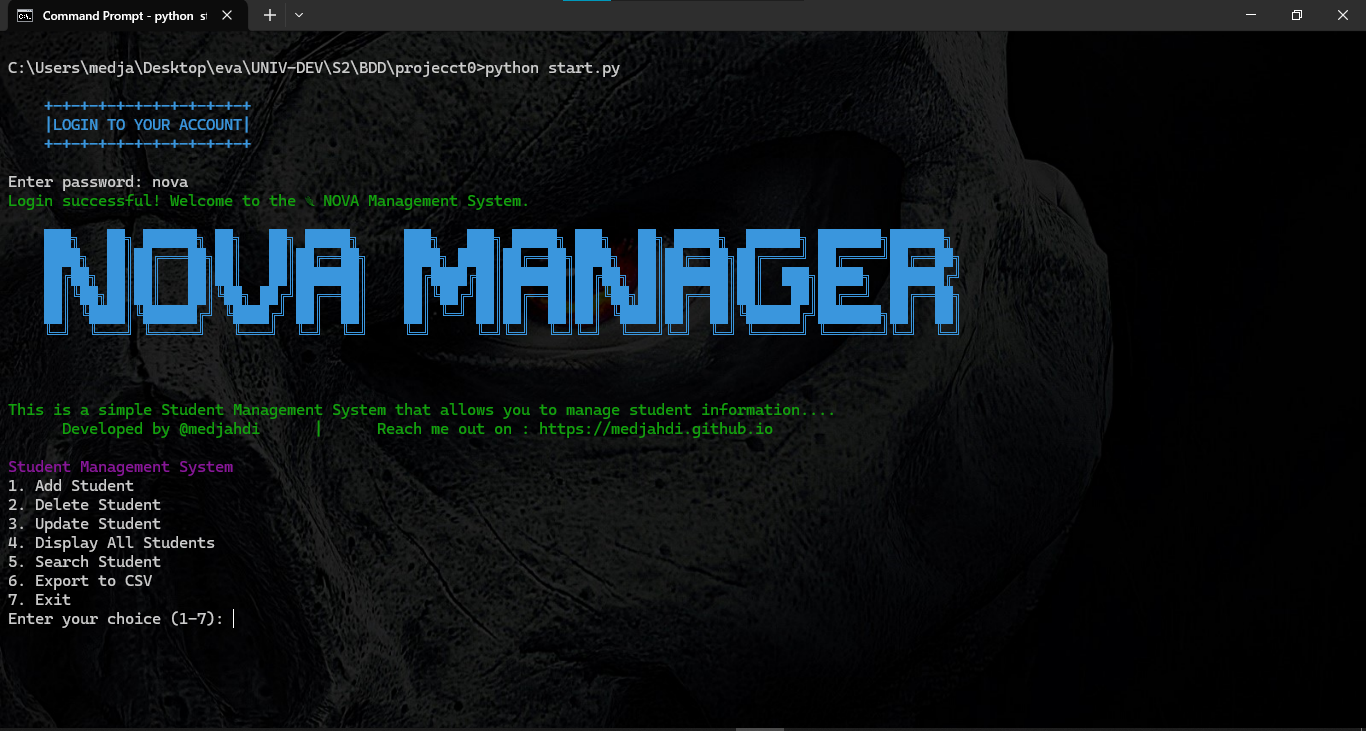 Command Prompt - python st
C:\Users\medja\Desktop\eva\UNIV-DEV\S2\BDD\projecct0>python start.py
+-+-+-+-+-+-+-+-+-+-+-+
|LOGIN TO YOUR ACCOUNT|
+-+-+-+-+-+-+-+-+-+-+-+
Enter password: nova
Login successful! Welcome to the NOVA Management System.
NOVA MANAGER
This is a simple Student Management System that allows you to manage student information....
Developed by @medjahdi | Reach me out on : https://medjahdi.github.io
Student Management System
1. Add Student
2. Delete Student
3. Update Student
4. Display All Students
5. Search Student
6. Export to CSV
7. Exit
Enter your choice (1-7):